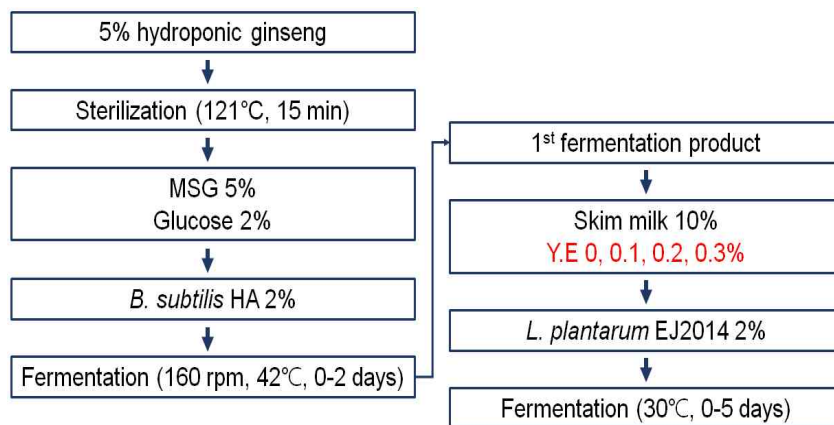 5% hydroponic ginseng
Sterilization (121°C, 15 min)
MSG 5%
Glucose 2%
B. subtilis HA 2%
Fermentation (160 rpm, 42℃, 0-2 days)
1st fermentation product
Skim milk 10%
Y.E 0, 0.1, 0.2, 0.3%
L. plantarum EJ2014 2%
Fermentation (30℃, 0-5 days)